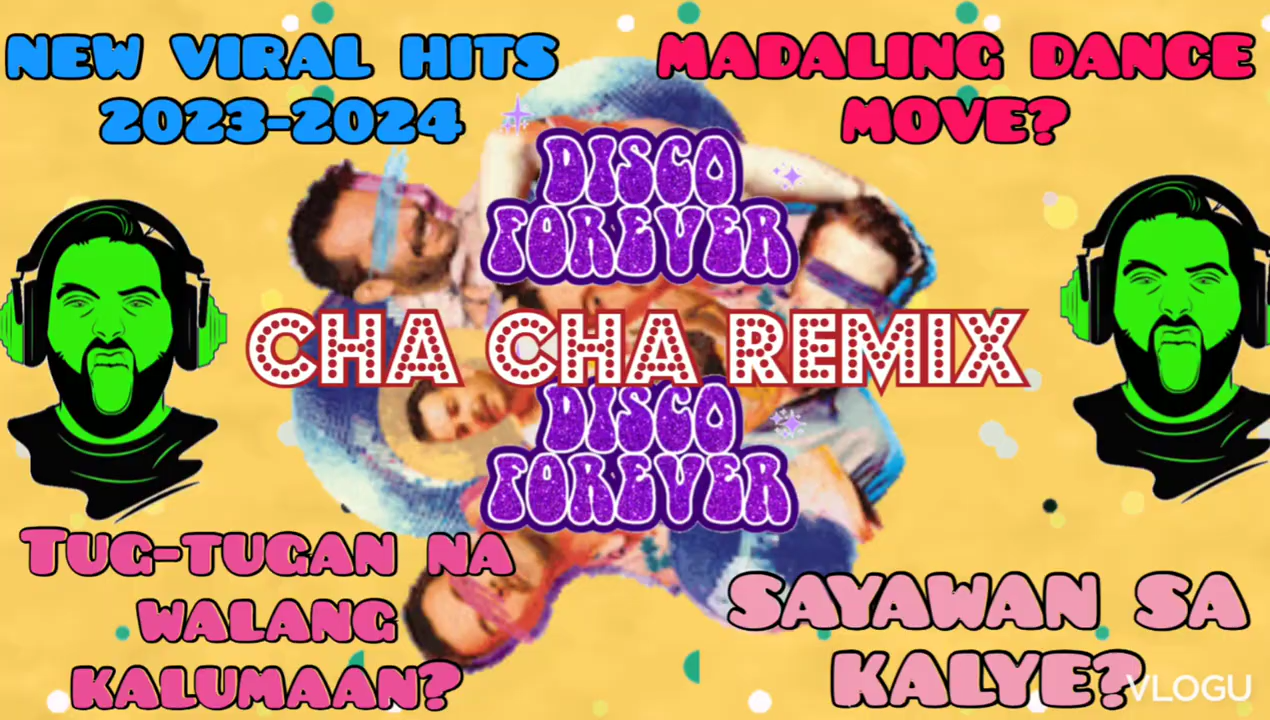 NEW VIRAL HITS
2023-2024
MADALING DANCE
MOVE?
DISCO
FOREVER
CHA CHA REMIX
DISCO
FOREVER
TUG-TUGAN NA
WALANG
KALUMAAN?
SAYAWAN SA
KALYE?
VLOGU